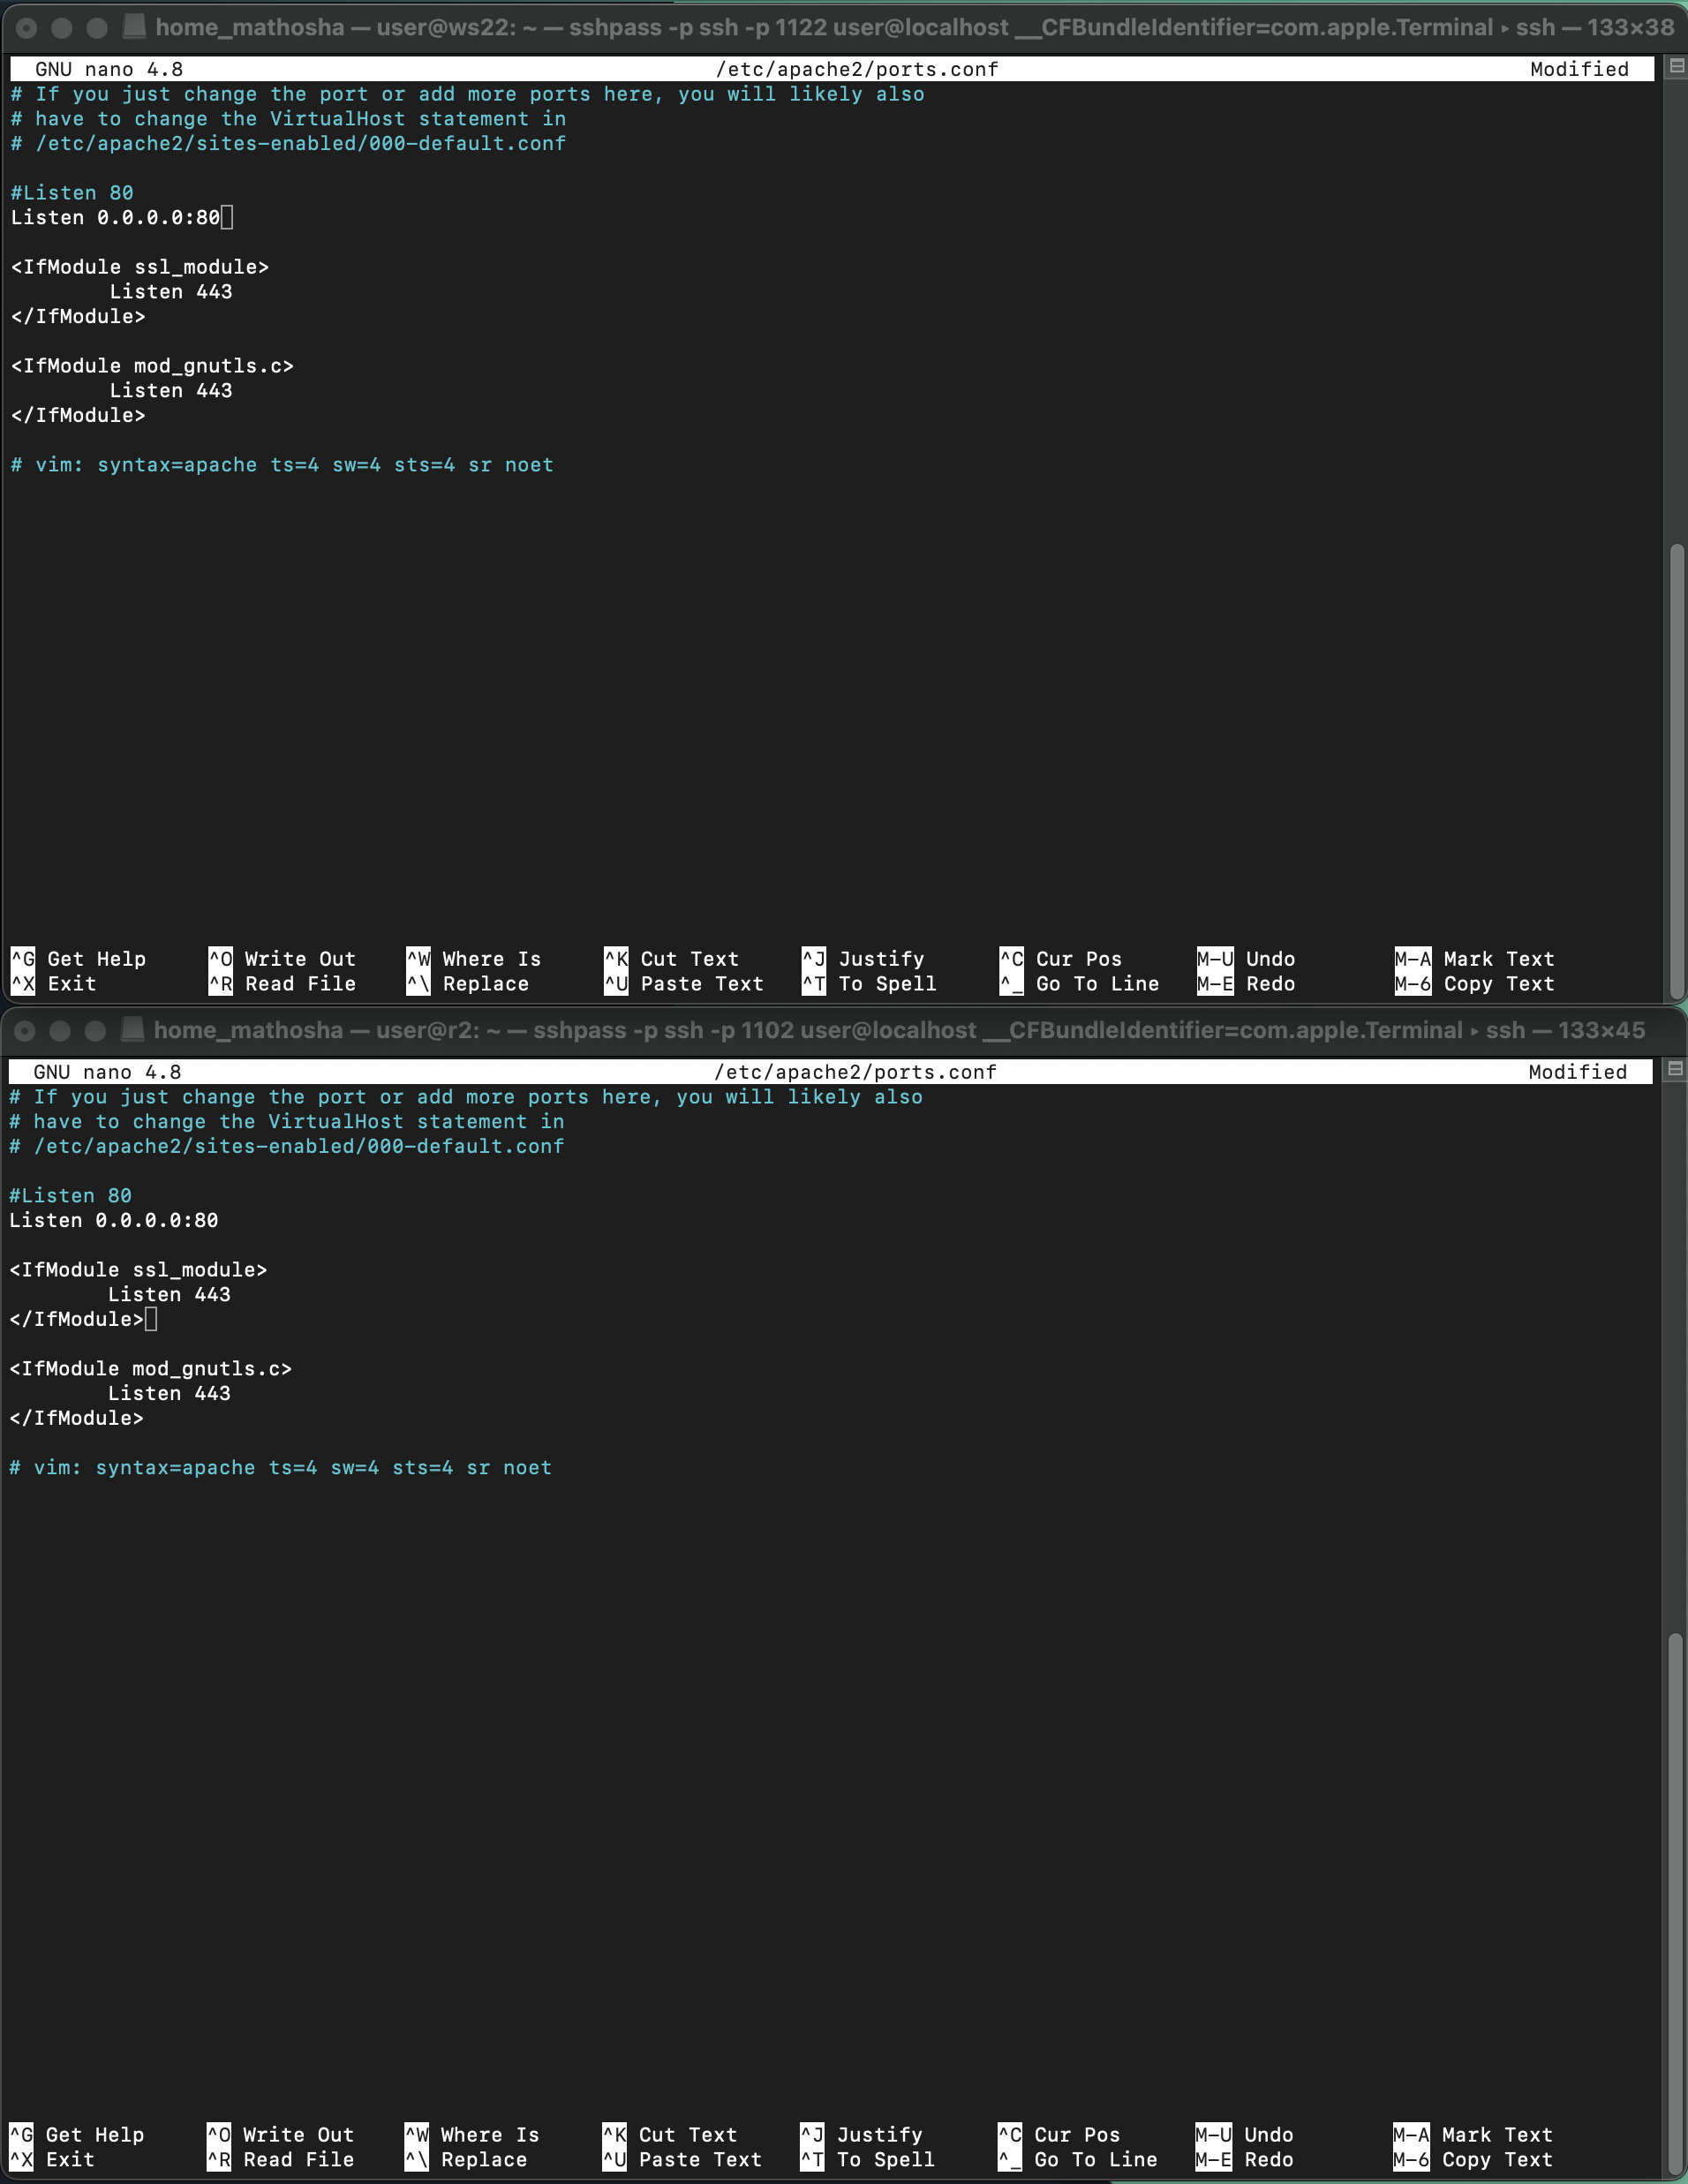 home_mathosha — user@ws22: ~ — sshpass -p ssh -p 1122 user@localhost __CFBundleIdentifier=com.apple.Terminal ▸ ssh — 133×38
GNU nano 4.8 /etc/apache2/ports.conf Modified
# If you just change the port or add more ports here, you will likely also
# have to change the VirtualHost statement in
# /etc/apache2/sites-enabled/000-default.conf
#Listen 80
Listen 0.0.0.0:80
<IfModule ssl_module>
        Listen 443
</IfModule>
<IfModule mod_gnutls.c>
        Listen 443
</IfModule>
# vim: syntax=apache ts=4 sw=4 sts=4 sr noet
^G Get Help ^O Write Out ^W Where Is ^K Cut Text ^J Justify ^C Cur Pos M-U Undo M-A Mark Text
^X Exit ^R Read File ^\ Replace ^U Paste Text ^T To Spell ^_ Go To Line M-E Redo M-6 Copy Text
home_mathosha — user@r2: ~ — sshpass -p ssh -p 1102 user@localhost __CFBundleIdentifier=com.apple.Terminal ▸ ssh — 133×45
GNU nano 4.8 /etc/apache2/ports.conf Modified
# If you just change the port or add more ports here, you will likely also
# have to change the VirtualHost statement in
# /etc/apache2/sites-enabled/000-default.conf
#Listen 80
Listen 0.0.0.0:80
<IfModule ssl_module>
        Listen 443
</IfModule>
<IfModule mod_gnutls.c>
        Listen 443
</IfModule>
# vim: syntax=apache ts=4 sw=4 sts=4 sr noet
^G Get Help ^O Write Out ^W Where Is ^K Cut Text ^J Justify ^C Cur Pos M-U Undo M-A Mark Text
^X Exit ^R Read File ^\ Replace ^U Paste Text ^T To Spell ^_ Go To Line M-E Redo M-6 Copy Text